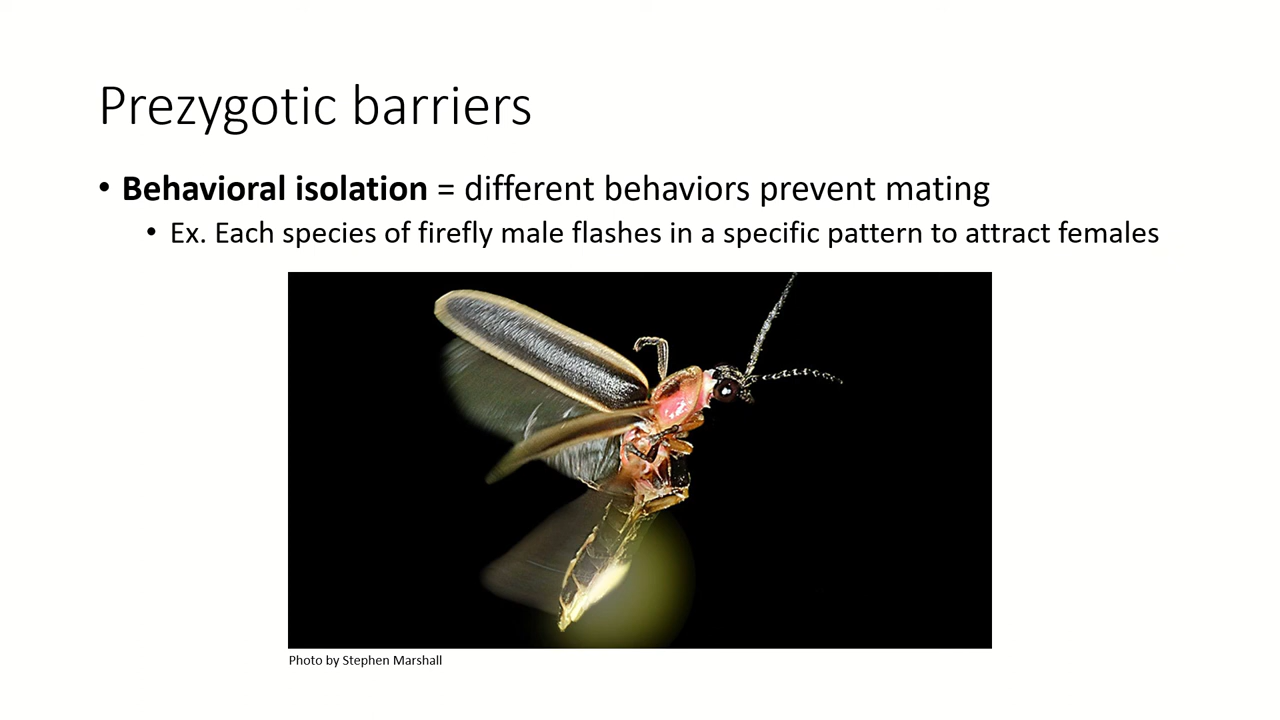 Prezygotic barriers
• Behavioral isolation = different behaviors prevent mating
• Ex. Each species of firefly male flashes in a specific pattern to attract females
Photo by Stephen Marshall